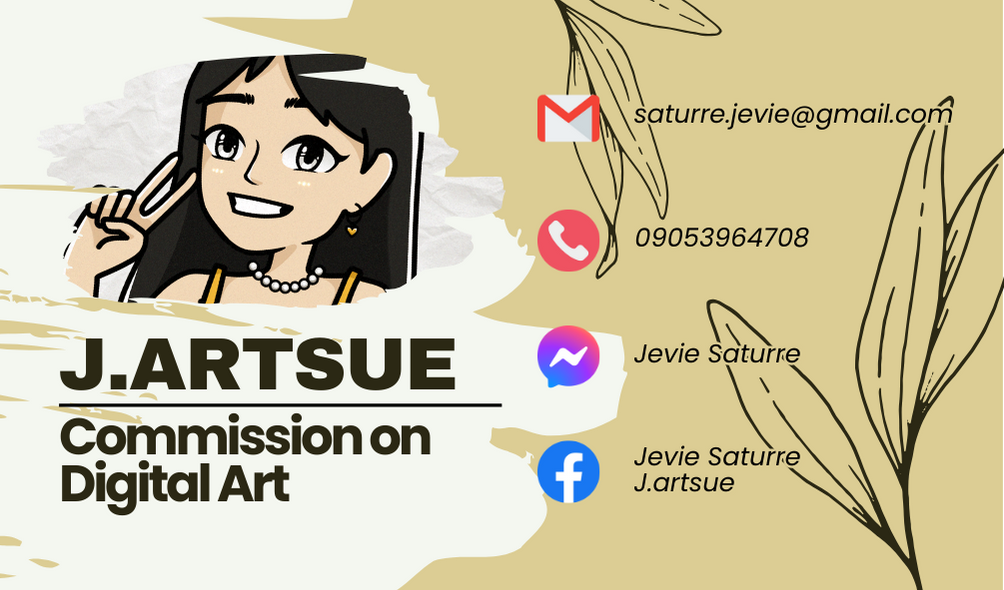 J.ARTSUE
Commission on
Digital Art
saturre.jevie@gmail.com
09053964708
Jevie Saturre
Jevie Saturre
J.artsue